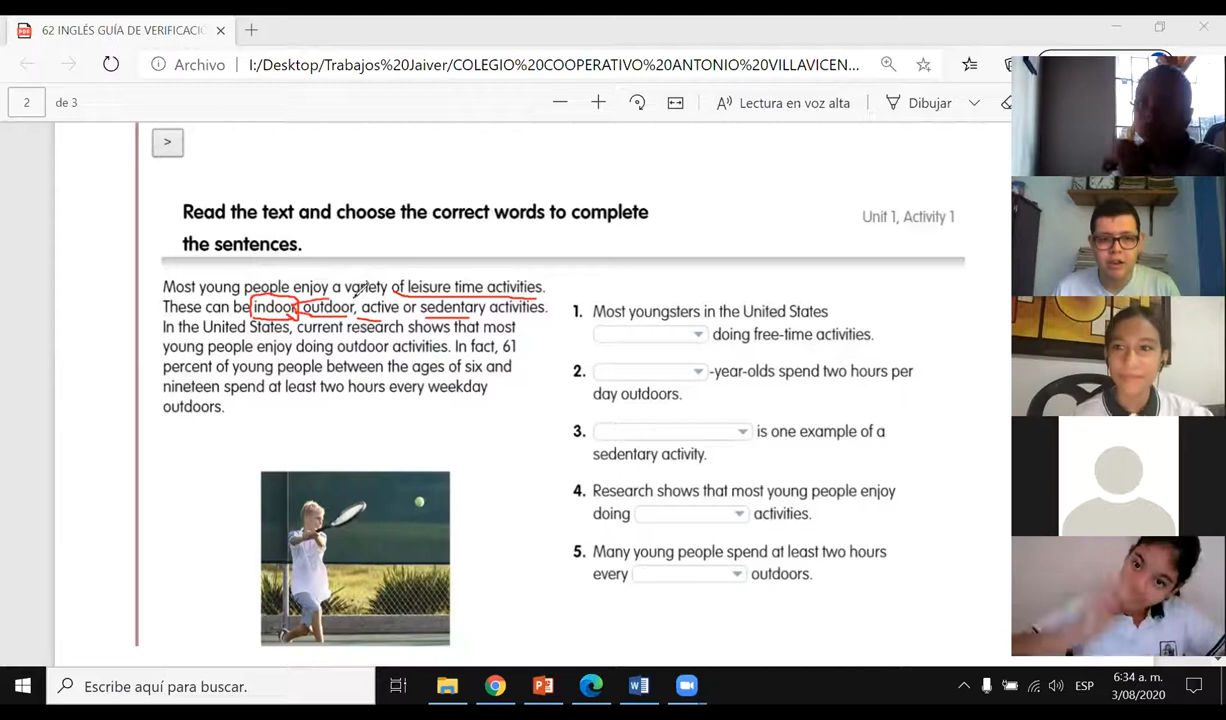 62 INGLÉS GUÍA DE VERIFICACI
Archivo
I:/Desktop/Trabajos%20Jaiver/COLEGIO%20COOPERATIVO%20ANTONIO%20VILLAVICEN...
2 de 3
Lectura en voz alta
Dibujar
>
Read the text and choose the correct words to complete
the sentences.
Unit 1, Activity 1
Most young people enjoy a variety of leisure time activities.
These can be indoor, outdoor, active or sedentary activities.
In the United States, current research shows that most
young people enjoy doing outdoor activities. In fact, 61
percent of young people between the ages of six and
nineteen spend at least two hours every weekday
outdoors.
1. Most youngsters in the United States
doing free-time activities.
2. -year-olds spend two hours per
day outdoors.
3. is one example of a
sedentary activity.
4. Research shows that most young people enjoy
doing activities.
5. Many young people spend at least two hours
every outdoors.
Escribe aquí para buscar.
ESP
6:34 a. m.
3/08/2020